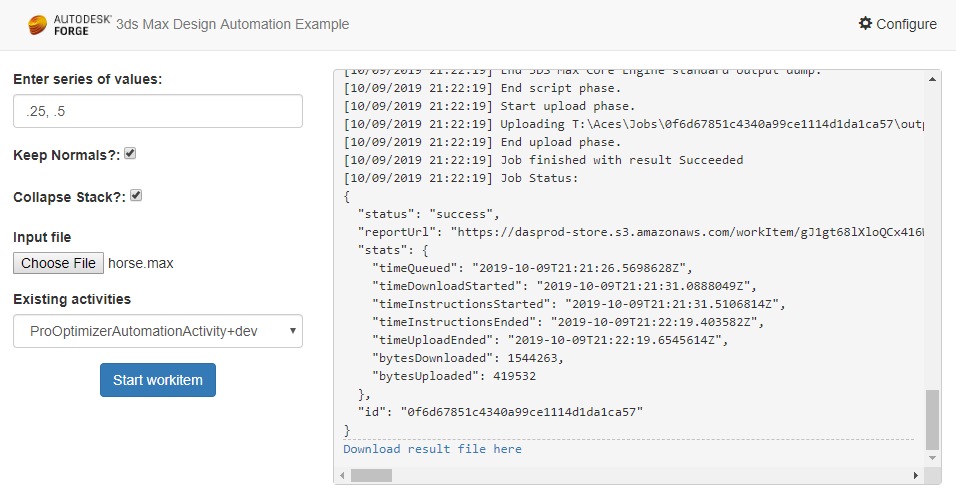 AUTODESK® FORGE 3ds Max Design Automation Example
Configure
Enter series of values:
.25, .5
Keep Normals?:
Collapse Stack?:
Input file
Choose File horse.max
Existing activities
ProOptimizerAutomationActivity+dev
Start workitem
[10/09/2019 21:22:19] End 3DS Max Core Engine standard output dump.
[10/09/2019 21:22:19] End script phase.
[10/09/2019 21:22:19] Start upload phase.
[10/09/2019 21:22:19] Uploading T:\Aces\Jobs\0f6d67851c4340a99ce1114d1da1ca57\outp
[10/09/2019 21:22:19] End upload phase.
[10/09/2019 21:22:19] Job finished with result Succeeded
[10/09/2019 21:22:19] Job Status:
{
"status": "success",
"reportUrl": "https://dasprod-store.s3.amazonaws.com/workItem/gJ1gt68lXloQCx416W
"stats": {
"timeQueued": "2019-10-09T21:21:26.5698628Z",
"timeDownloadStarted": "2019-10-09T21:21:31.0888049Z",
"timeInstructionsStarted": "2019-10-09T21:21:31.5106814Z",
"timeInstructionsEnded": "2019-10-09T21:22:19.403582Z",
"timeUploadEnded": "2019-10-09T21:22:19.6545614Z",
"bytesDownloaded": 1544263,
"bytesUploaded": 419532
},
"id": "0f6d67851c4340a99ce1114d1da1ca57"
}
Download result file here